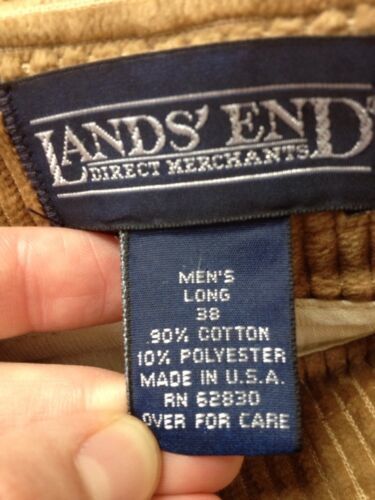 LANDS' END
DIRECT MERCHANTS
MEN'S
LONG
38
90% COTTON
10% POLYESTER
MADE IN U.S.A.
RN 62830
OVER FOR CARE